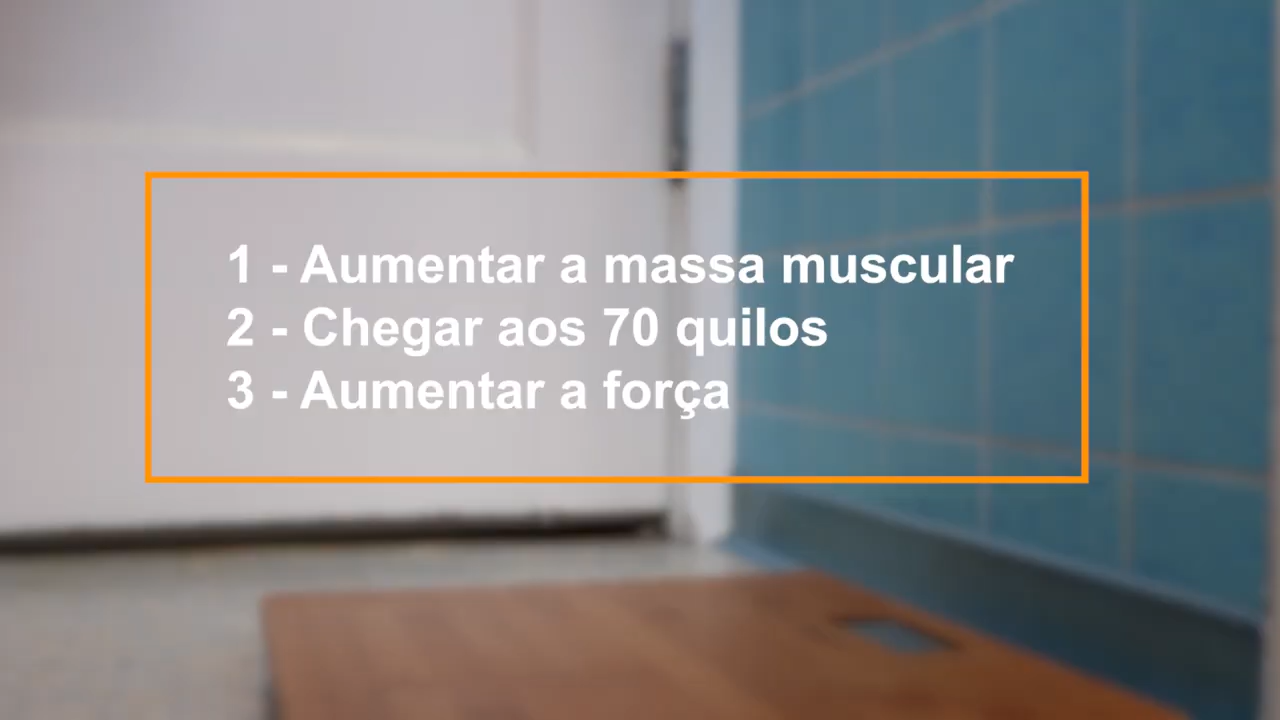 1 - Aumentar a massa muscular
2 - Chegar aos 70 quilos
3 - Aumentar a força